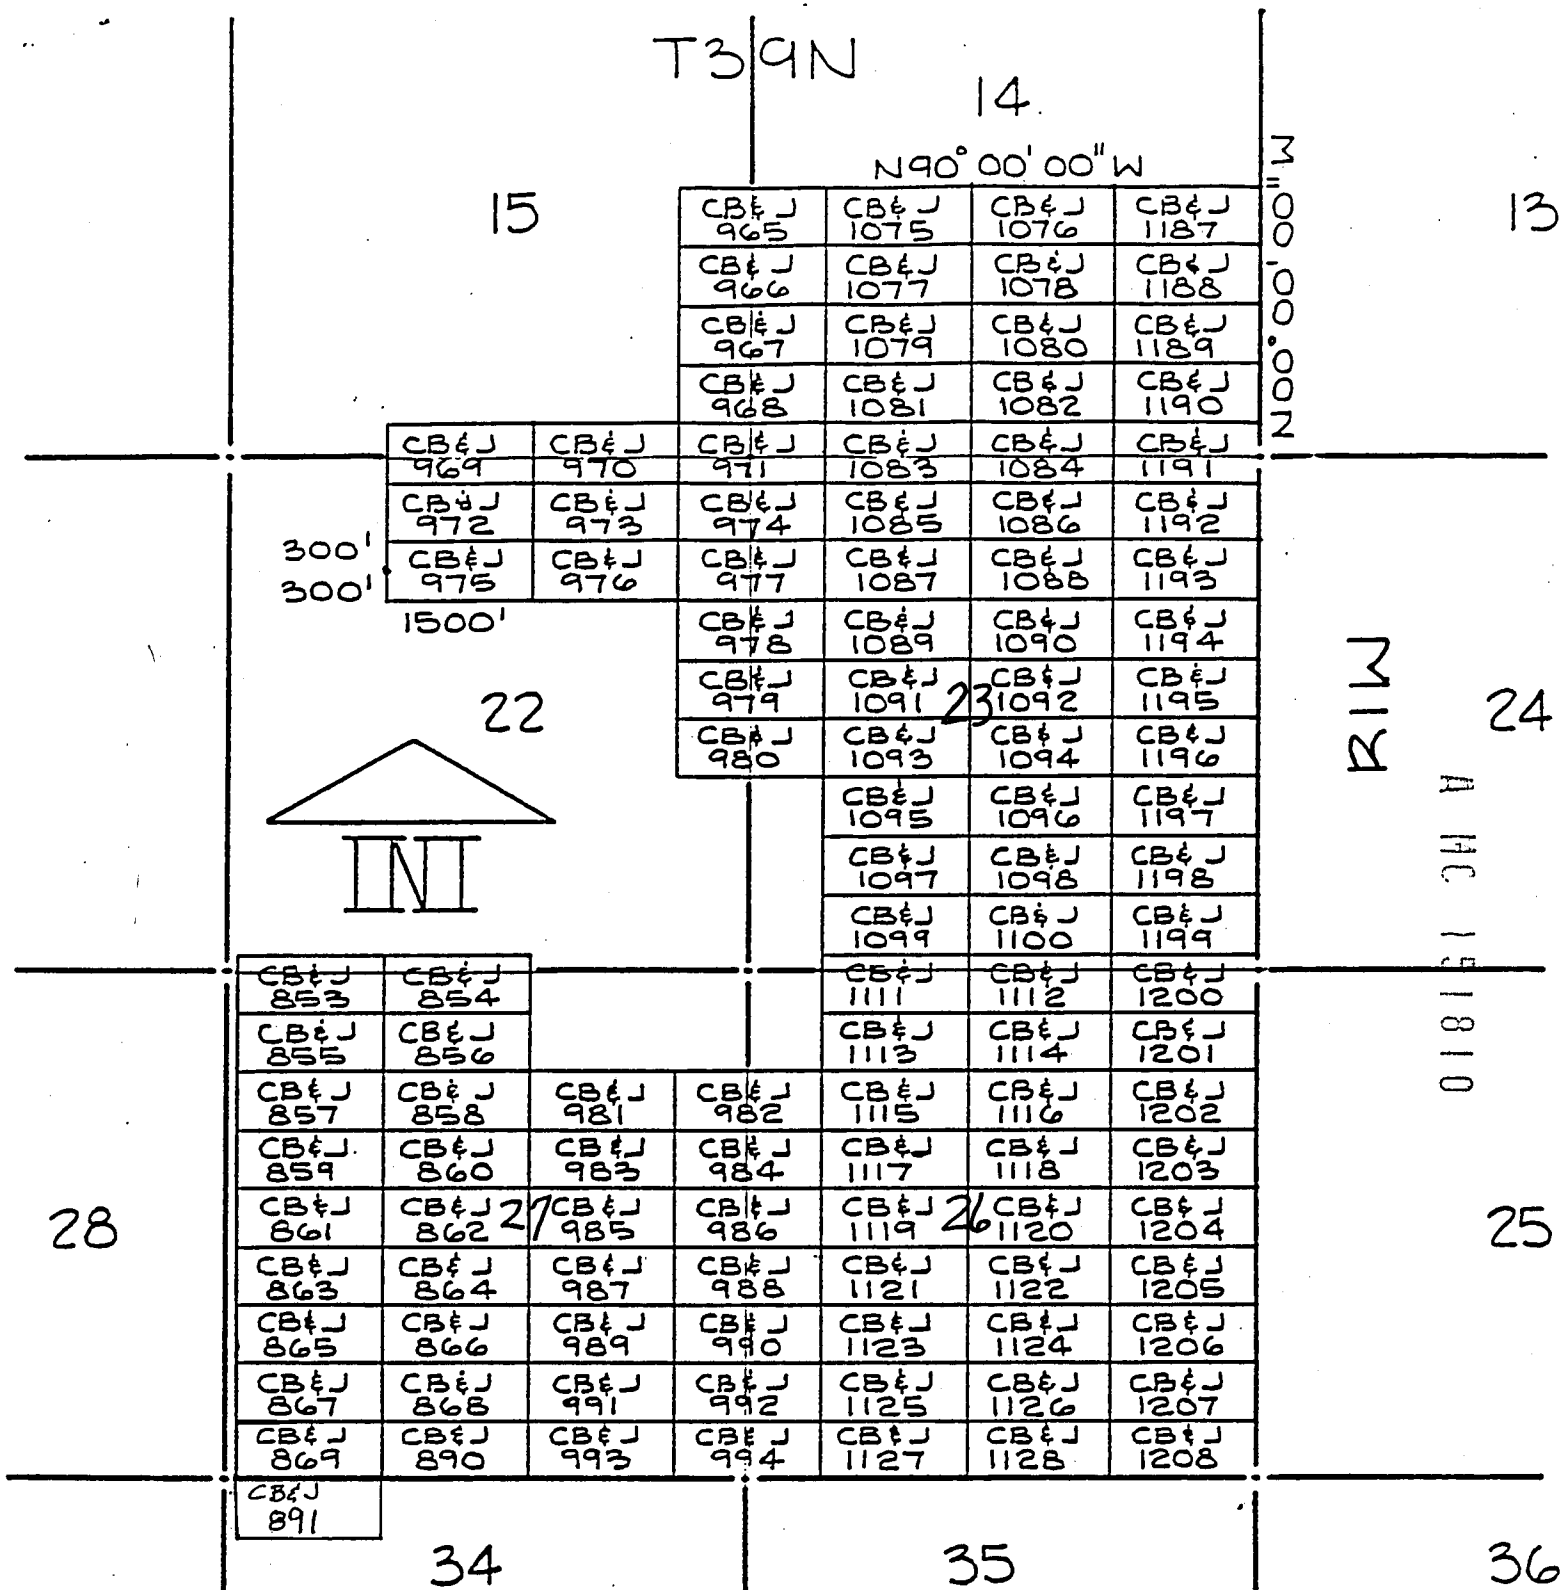 T39N
14
N90° 00' 00" W
N 00° 00' 00" W
15
13
CB&J 965 CB&J 1075 CB&J 1076 CB&J 1187
CB&J 966 CB&J 1077 CB&J 1078 CB&J 1188
CB&J 967 CB&J 1079 CB&J 1080 CB&J 1189
CB&J 968 CB&J 1081 CB&J 1082 CB&J 1190
CB&J 969 CB&J 970 CB&J 971 CB&J 1083 CB&J 1084 CB&J 1191
CB&J 972 CB&J 973 CB&J 974 CB&J 1085 CB&J 1086 CB&J 1192
300'
300'
CB&J 975 CB&J 976 CB&J 977 CB&J 1087 CB&J 1088 CB&J 1193
1500'
CB&J 978 CB&J 1089 CB&J 1090 CB&J 1194
R1W
22
CB&J 979 CB&J 1091 23 CB&J 1092 CB&J 1195
24
CB&J 980 CB&J 1093 CB&J 1094 CB&J 1196
N
CB&J 1095 CB&J 1096 CB&J 1197
CB&J 1097 CB&J 1098 CB&J 1198
CB&J 1099 CB&J 1100 CB&J 1199
A MC 151810
CB&J 853 CB&J 854 CB&J 1111 CB&J 1112 CB&J 1200
CB&J 855 CB&J 856 CB&J 1113 CB&J 1114 CB&J 1201
CB&J 857 CB&J 858 CB&J 981 CB&J 982 CB&J 1115 CB&J 1116 CB&J 1202
CB&J 859 CB&J 860 CB&J 983 CB&J 984 CB&J 1117 CB&J 1118 CB&J 1203
28
CB&J 861 CB&J 862 27 CB&J 985 CB&J 986 CB&J 1119 26 CB&J 1120 CB&J 1204
25
CB&J 863 CB&J 864 CB&J 987 CB&J 988 CB&J 1121 CB&J 1122 CB&J 1205
CB&J 865 CB&J 866 CB&J 989 CB&J 990 CB&J 1123 CB&J 1124 CB&J 1206
CB&J 867 CB&J 868 CB&J 991 CB&J 992 CB&J 1125 CB&J 1126 CB&J 1207
CB&J 869 CB&J 890 CB&J 993 CB&J 994 CB&J 1127 CB&J 1128 CB&J 1208
CB&J 891
34
35
36